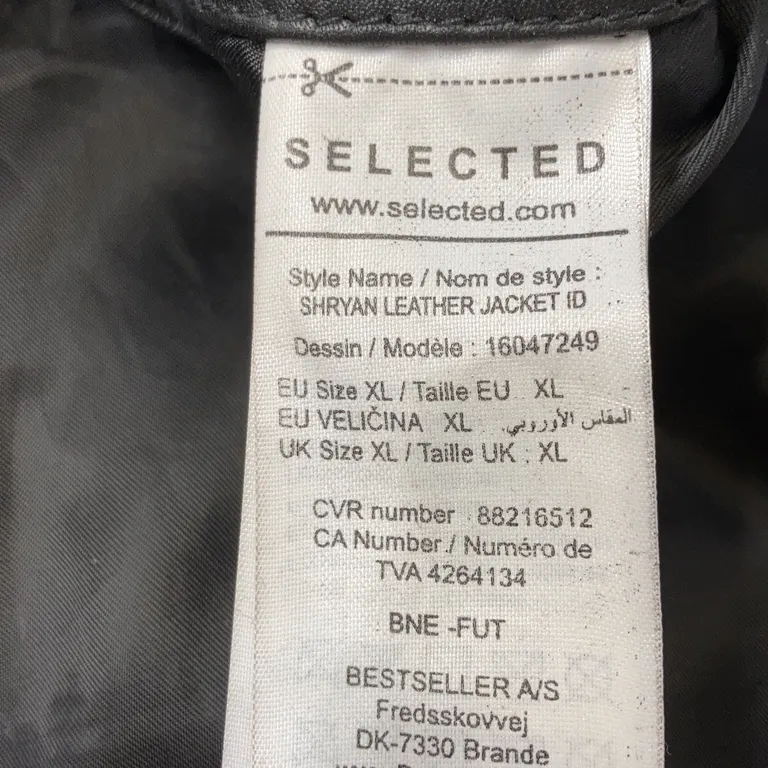 SELECTED
www.selected.com
Style Name / Nom de style :
SHRYAN LEATHER JACKET ID
Dessin / Modèle : 16047249
EU Size XL / Taille EU XL
EU VELIČINA XL المقاس الأوروبي
UK Size XL / Taille UK : XL
CVR number 88216512
CA Number / Numéro de
TVA 4264134
BNE -FUT
BESTSELLER A/S
Fredsskovvej
DK-7330 Brande